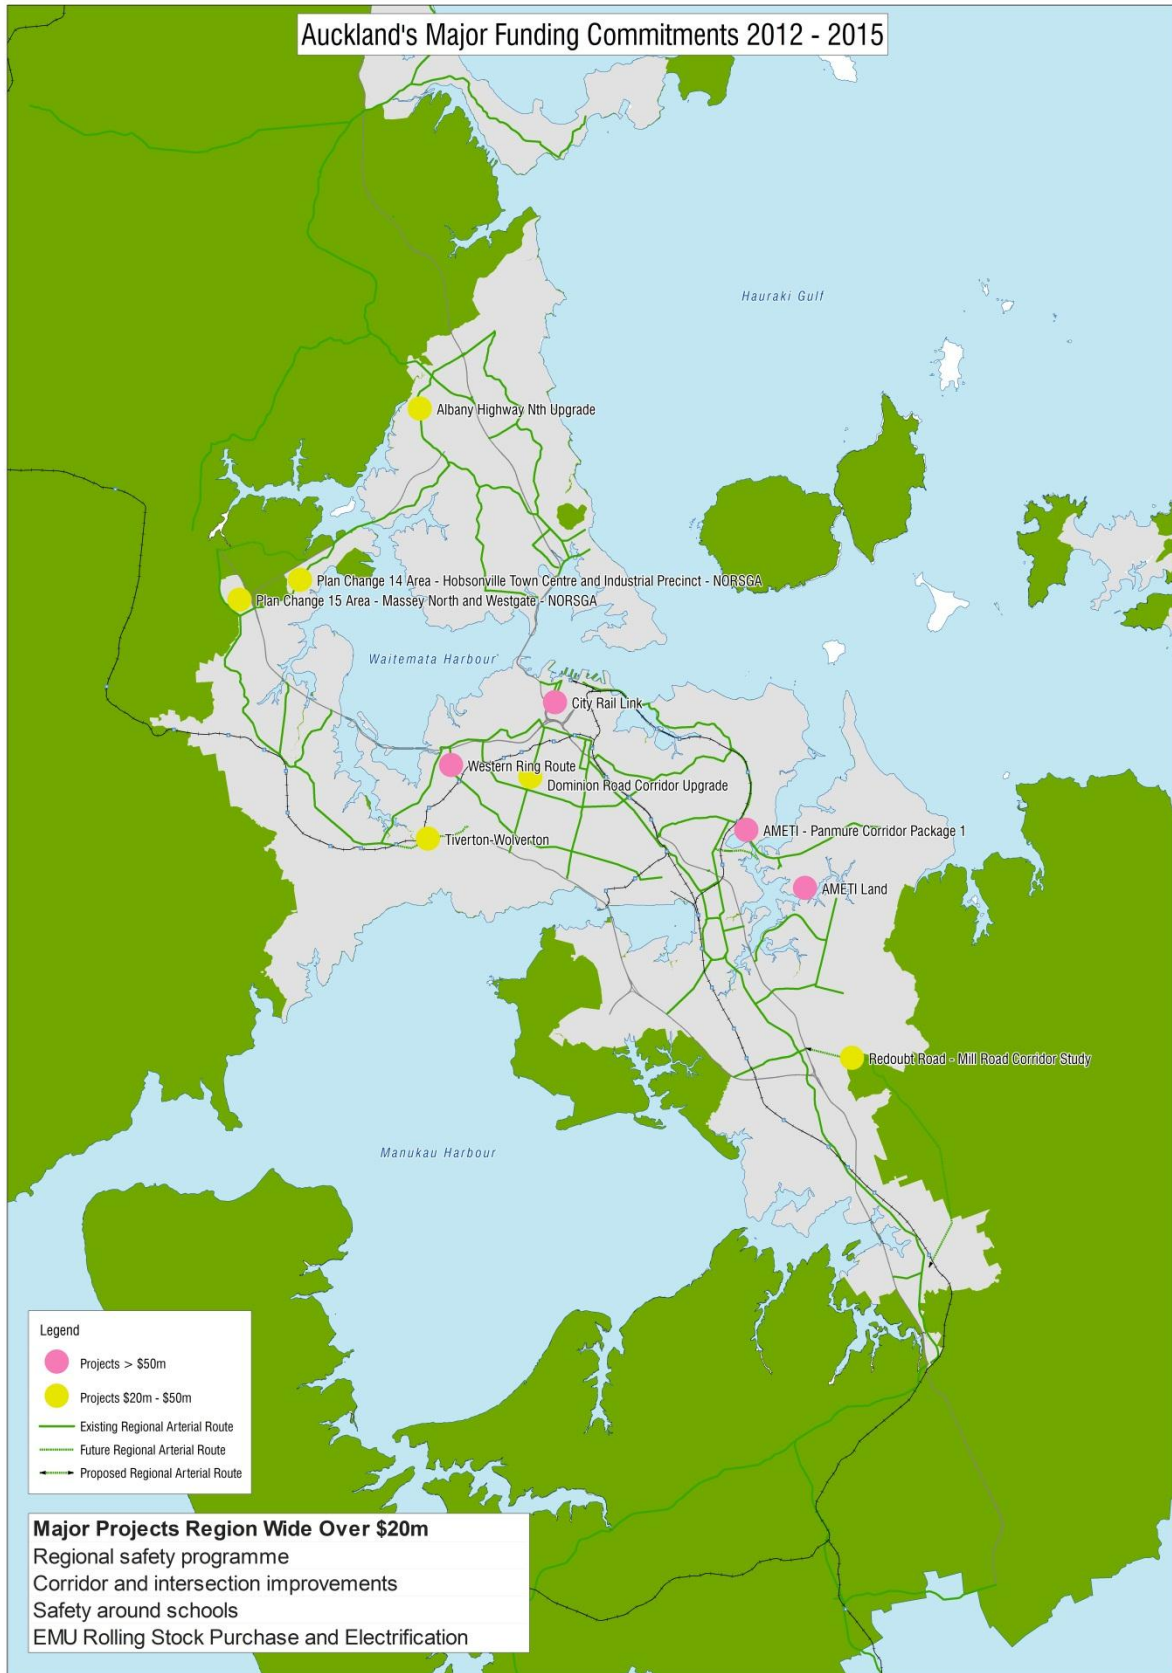 Auckland's Major Funding Commitments 2012 - 2015
Hauraki Gulf
Albany Highway Nth Upgrade
Plan Change 14 Area - Hobsonville Town Centre and Industrial Precinct - NORSGA
Plan Change 15 Area - Massey North and Westgate - NORSGA
Waitemata Harbour
City Rail Link
Western Ring Route
Dominion Road Corridor Upgrade
Tiverton-Wolverton
AMETI - Panmure Corridor Package 1
AMETI Land
Redoubt Road - Mill Road Corridor Study
Manukau Harbour
Legend
Projects > $50m
Projects $20m - $50m
Existing Regional Arterial Route
Future Regional Arterial Route
Proposed Regional Arterial Route
Major Projects Region Wide Over $20m
Regional safety programme
Corridor and intersection improvements
Safety around schools
EMU Rolling Stock Purchase and Electrification